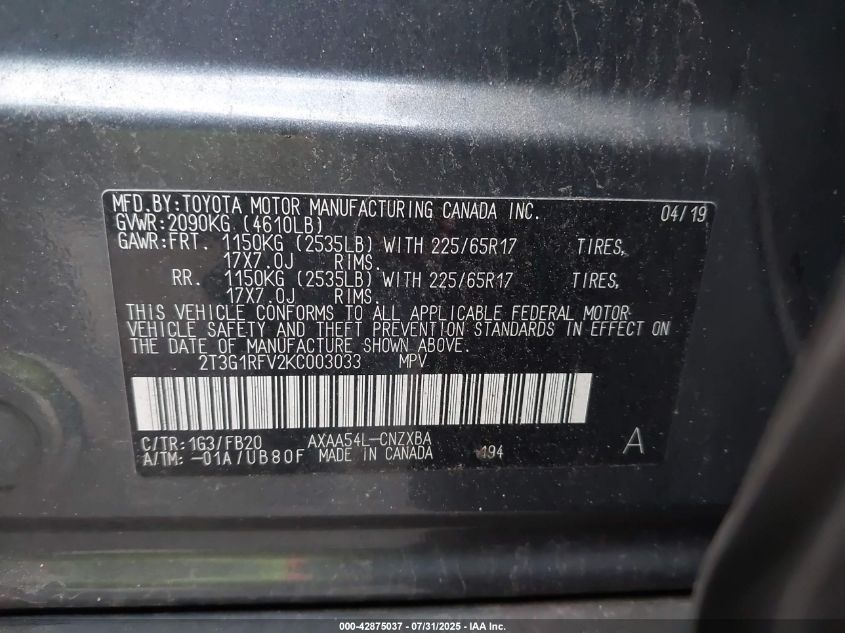 MFD.BY:TOYOTA MOTOR MANUFACTURING CANADA INC. 04/19
GVWR:2090KG (4610LB)
GAWR:FRT. 1150KG (2535LB) WITH 225/65R17 TIRES,
17X7.0J RIMS.
RR. 1150KG (2535LB) WITH 225/65R17 TIRES,
17X7.0J RIMS.
THIS VEHICLE CONFORMS TO ALL APPLICABLE FEDERAL MOTOR
VEHICLE SAFETY AND THEFT PREVENTION STANDARDS IN EFFECT ON
THE DATE OF MANUFACTURE SHOWN ABOVE.
2T3G1RFV2KC003033 MPV
C/TR:1G3/FB20 AXAA54L-CNZXBA
A/TM:-01A/UB80F MADE IN CANADA 194 A
000-42875037 - 07/31/2025 - IAA Inc.